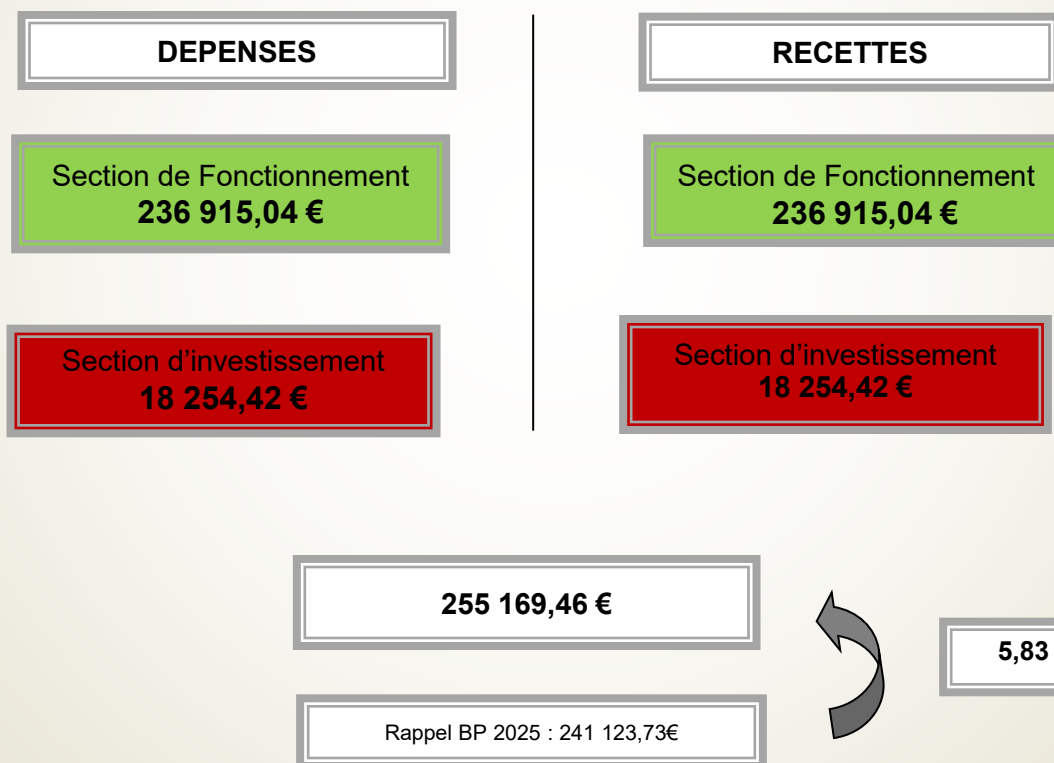 DEPENSES
RECETTES
Section de Fonctionnement
236 915,04 €
Section de Fonctionnement
236 915,04 €
Section d’investissement
18 254,42 €
Section d’investissement
18 254,42 €
255 169,46 €
5,83
Rappel BP 2025 : 241 123,73€